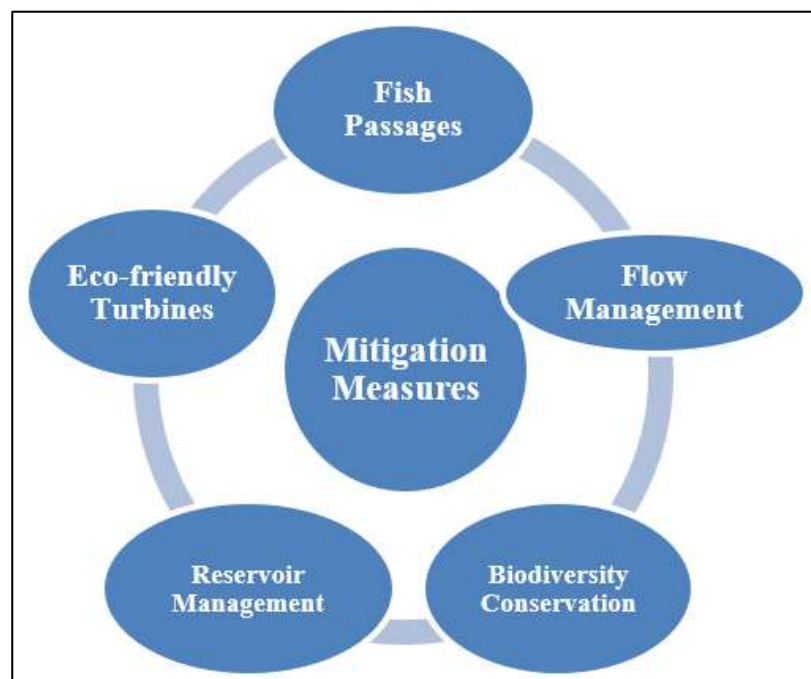 Fish
Passages
Eco-friendly
Turbines
Flow
Management
Mitigation
Measures
Reservoir
Management
Biodiversity
Conservation